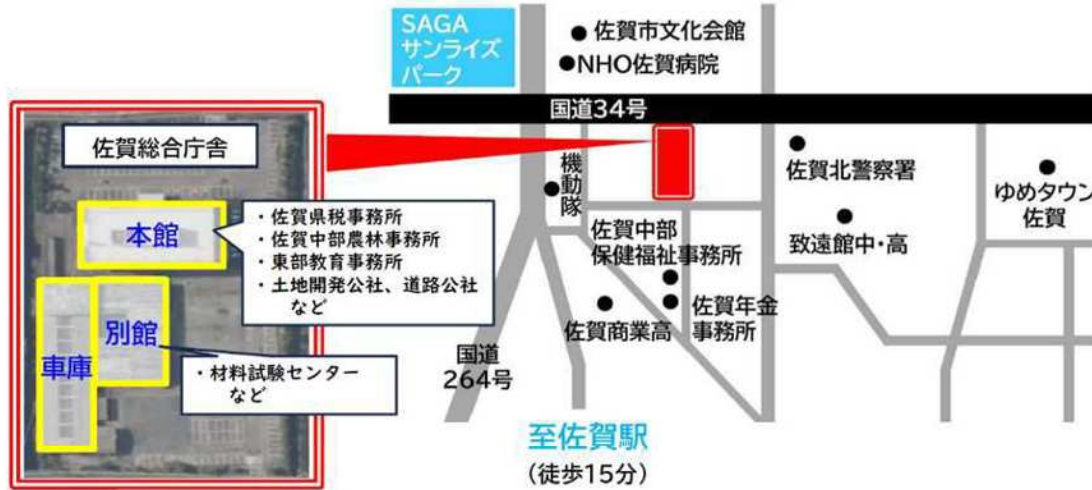 SAGA
サンライズ
パーク
佐賀市文化会館
NHO佐賀病院
国道34号
佐賀総合庁舎
本館
・佐賀県税事務所
・佐賀中部農林事務所
・東部教育事務所
・土地開発公社、道路公社
など
別館
車庫
・材料試験センター
など
機動隊
佐賀中部
保健福祉事務所
佐賀商業高
佐賀年金
事務所
佐賀北警察署
致遠館中・高
ゆめタウン
佐賀
国道
264号
至佐賀駅
(徒歩15分)